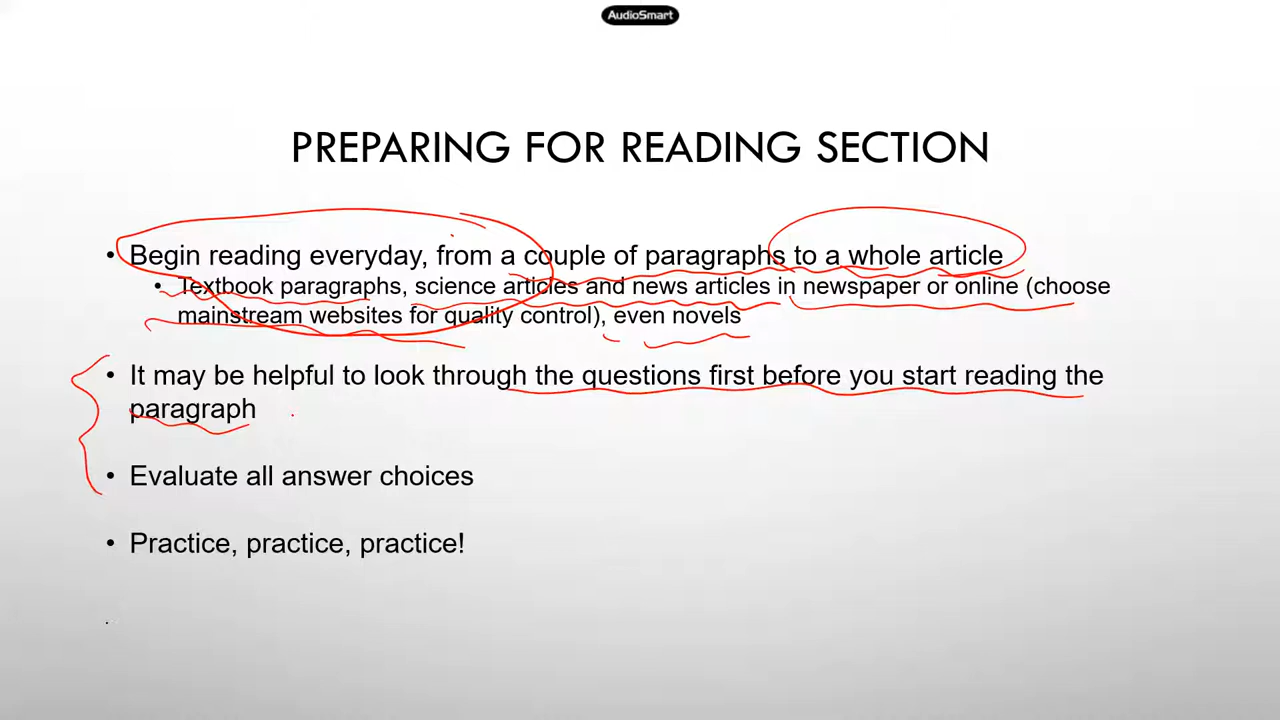 AudioSmart
PREPARING FOR READING SECTION
• Begin reading everyday, from a couple of paragraphs to a whole article
• Textbook paragraphs, science articles and news articles in newspaper or online (choose
mainstream websites for quality control), even novels
• It may be helpful to look through the questions first before you start reading the
paragraph
• Evaluate all answer choices
• Practice, practice, practice!